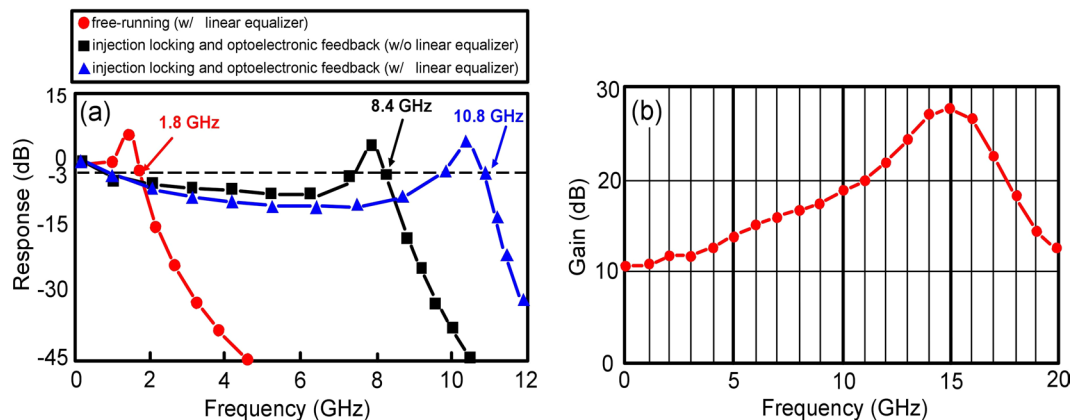 free-running (w/ linear equalizer)
injection locking and optoelectronic feedback (w/o linear equalizer)
injection locking and optoelectronic feedback (w/ linear equalizer)
(a)
1.8 GHz
8.4 GHz
10.8 GHz
Response (dB)
15
0
-3
-15
-30
-45
0 2 4 6 8 10 12
Frequency (GHz)
(b)
Gain (dB)
30
20
10
0
0 5 10 15 20
Frequency (GHz)